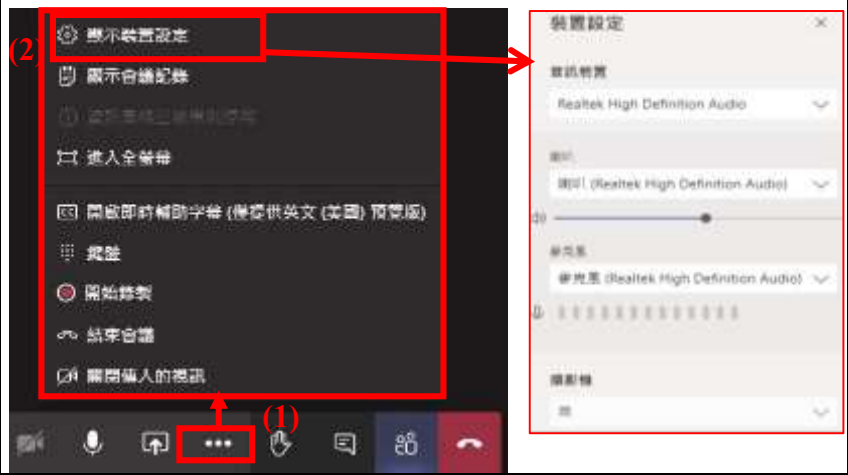 (2)
顯示裝置設定
顯示會議記錄
進入全螢幕
開啟即時輔助字幕 (僅提供英文 (美國) 預覽版)
鍵盤
開始錄製
結束會議
關閉傳入的視訊
(1)
裝置設定
音訊裝置
Realtek High Definition Audio
喇叭
喇叭 (Realtek High Definition Audio)
麥克風
麥克風 (Realtek High Definition Audio)
攝影機
無